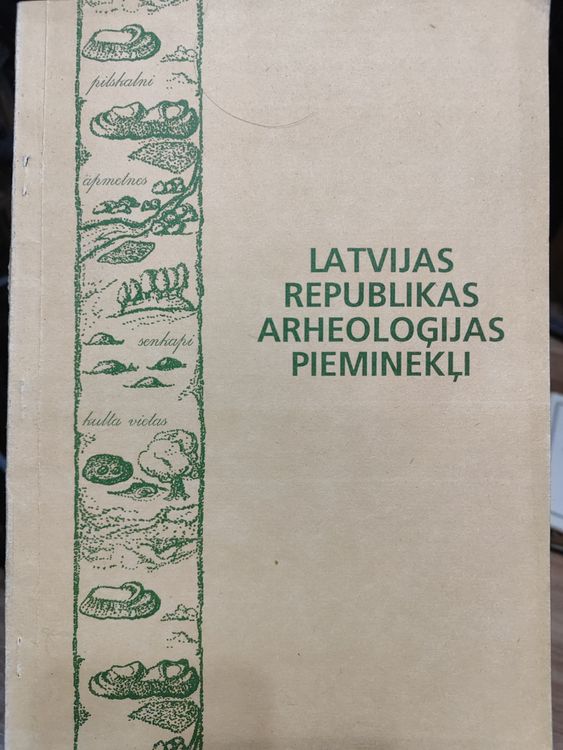 pilskalni
apmetnes
senkapi
kulta vietas
LATVIJAS
REPUBLIKAS
ARHEOLOĢIJAS
PIEMINEKĻI